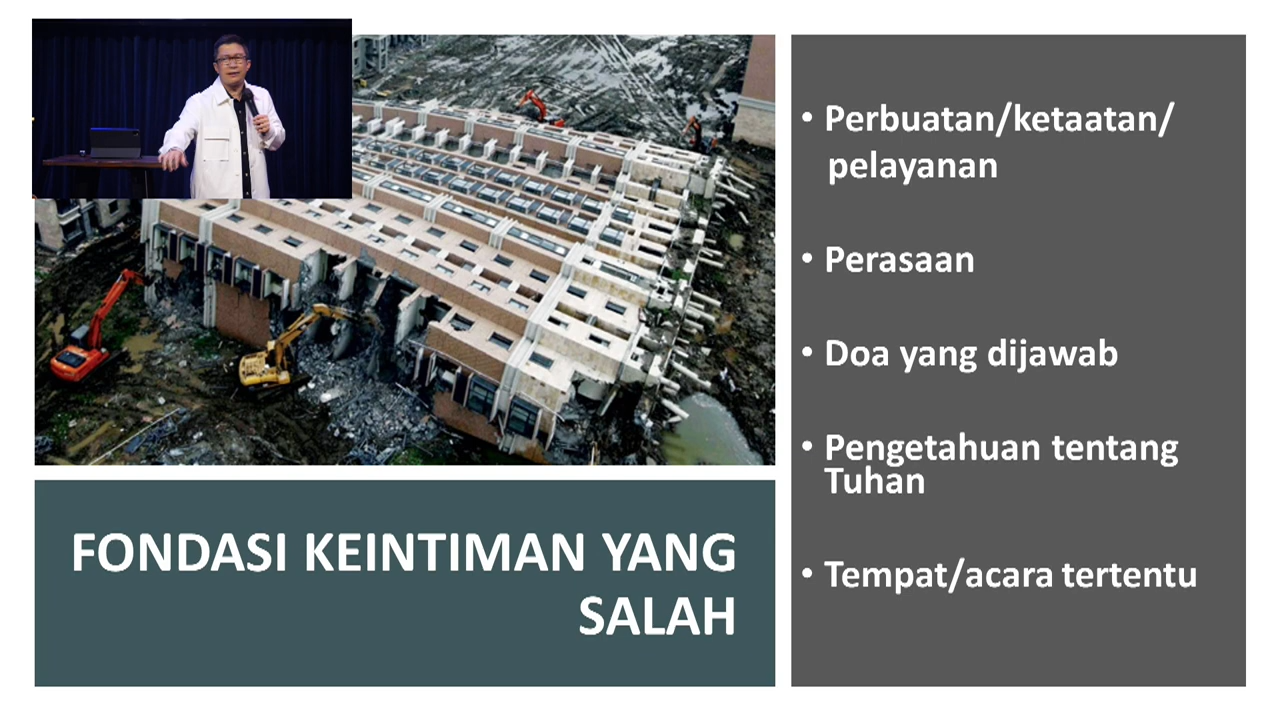 FONDASI KEINTIMAN YANG
SALAH
• Perbuatan/ketaatan/
pelayanan
• Perasaan
• Doa yang dijawab
• Pengetahuan tentang
Tuhan
• Tempat/acara tertentu